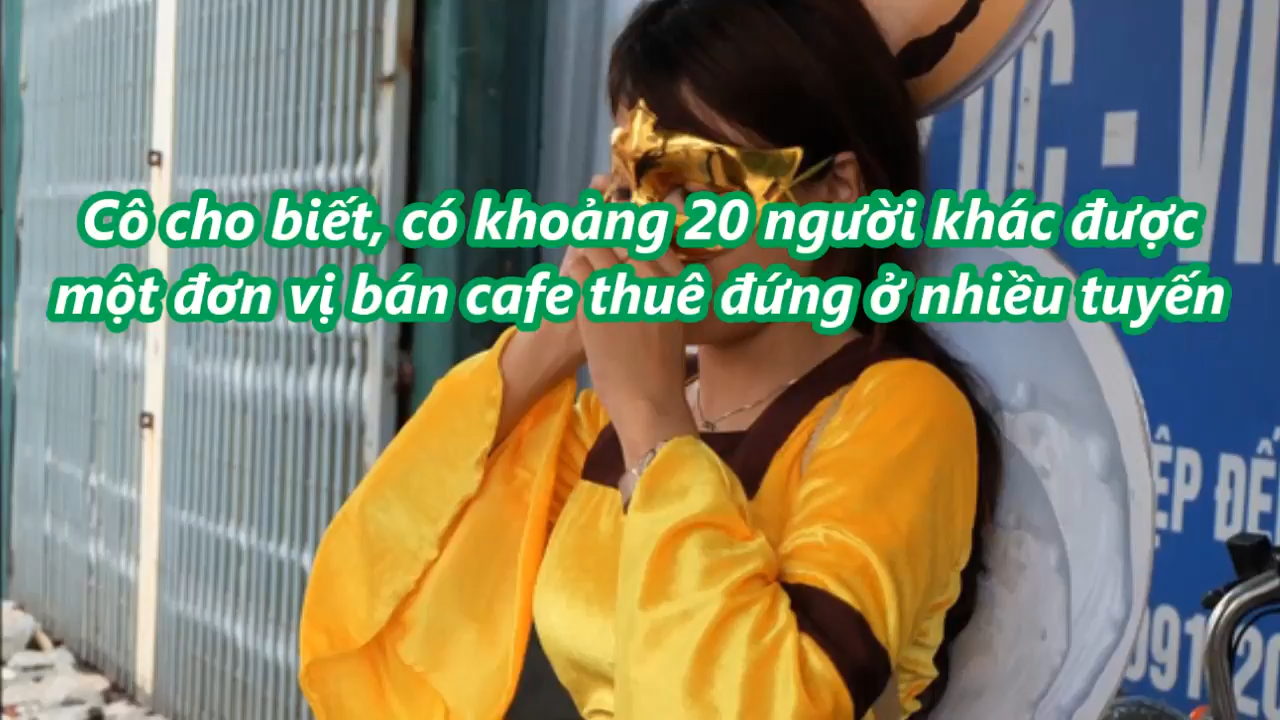 Cô cho biết, có khoảng 20 người khác được
một đơn vị bán cafe thuê đứng ở nhiều tuyến